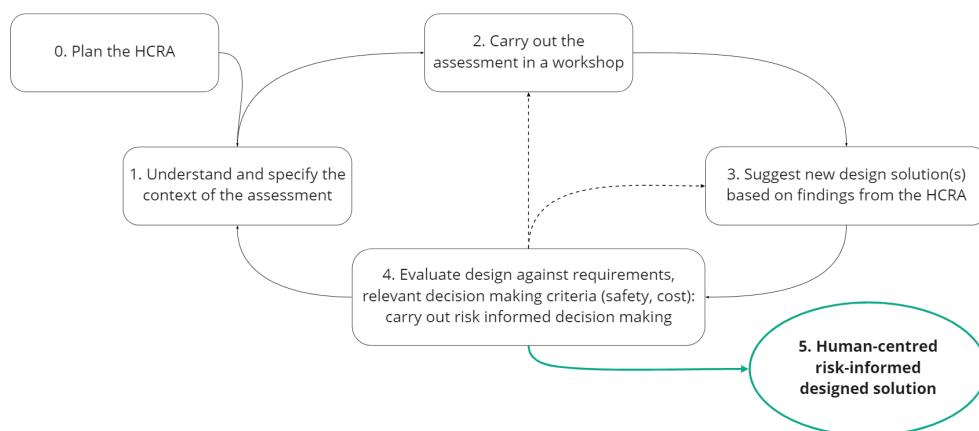 0. Plan the HCRA
2. Carry out the
assessment in a workshop
1. Understand and specify the
context of the assessment
3. Suggest new design solution(s)
based on findings from the HCRA
4. Evaluate design against requirements,
relevant decision making criteria (safety, cost):
carry out risk informed decision making
5. Human-centred
risk-informed
designed solution